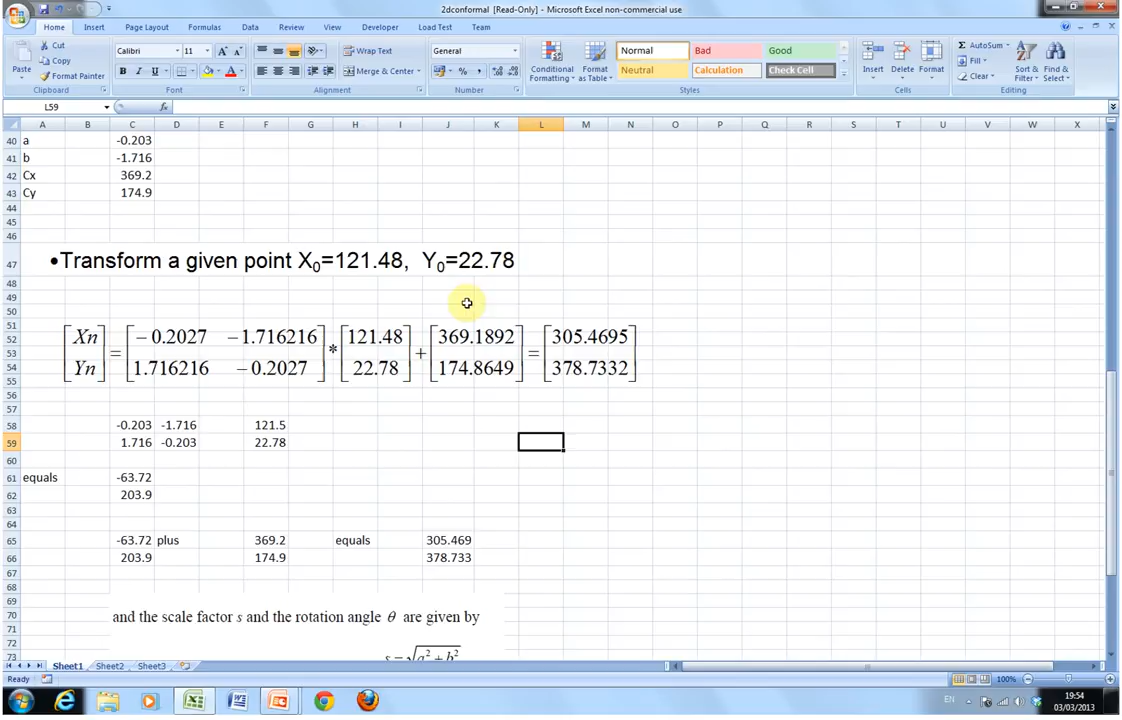 2dconformal [Read-Only] - Microsoft Excel non-commercial use
Home Insert Page Layout Formulas Data Review View Developer Load Test Team
Paste Cut Copy Format Painter Clipboard
Calibri 11 A A B I U A Font
Wrap Text Merge & Center Alignment
General % , Number
Conditional Formatting Format as Table
Normal Bad Good
Neutral Calculation Check Cell
Styles
Insert Delete Format Cells
AutoSum Fill Clear Sort & Filter Find & Select Editing
L59 fx
A B C D E F G H I J K L M N O P Q R S T U V W X
40 a -0.203
41 b -1.716
42 Cx 369.2
43 Cy 174.9
44
45
46
47 •Transform a given point X₀=121.48, Y₀=22.78
48
49
50
51
52 [Xn] = [-0.2027 -1.716216] * [121.48] + [369.1892] = [305.4695]
53
54 [Yn] [1.716216 -0.2027] [22.78] [174.8649] [378.7332]
55
56
57
58 -0.203 -1.716 121.5
59 1.716 -0.203 22.78
60
61 equals -63.72
62 203.9
63
64
65 -63.72 plus 369.2 equals 305.469
66 203.9 174.9 378.733
67
68
69
70 and the scale factor s and the rotation angle θ are given by
71
72 s = √a² + b²
73
Sheet1 Sheet2 Sheet3
Ready 100%
EN 19:54
03/03/2013